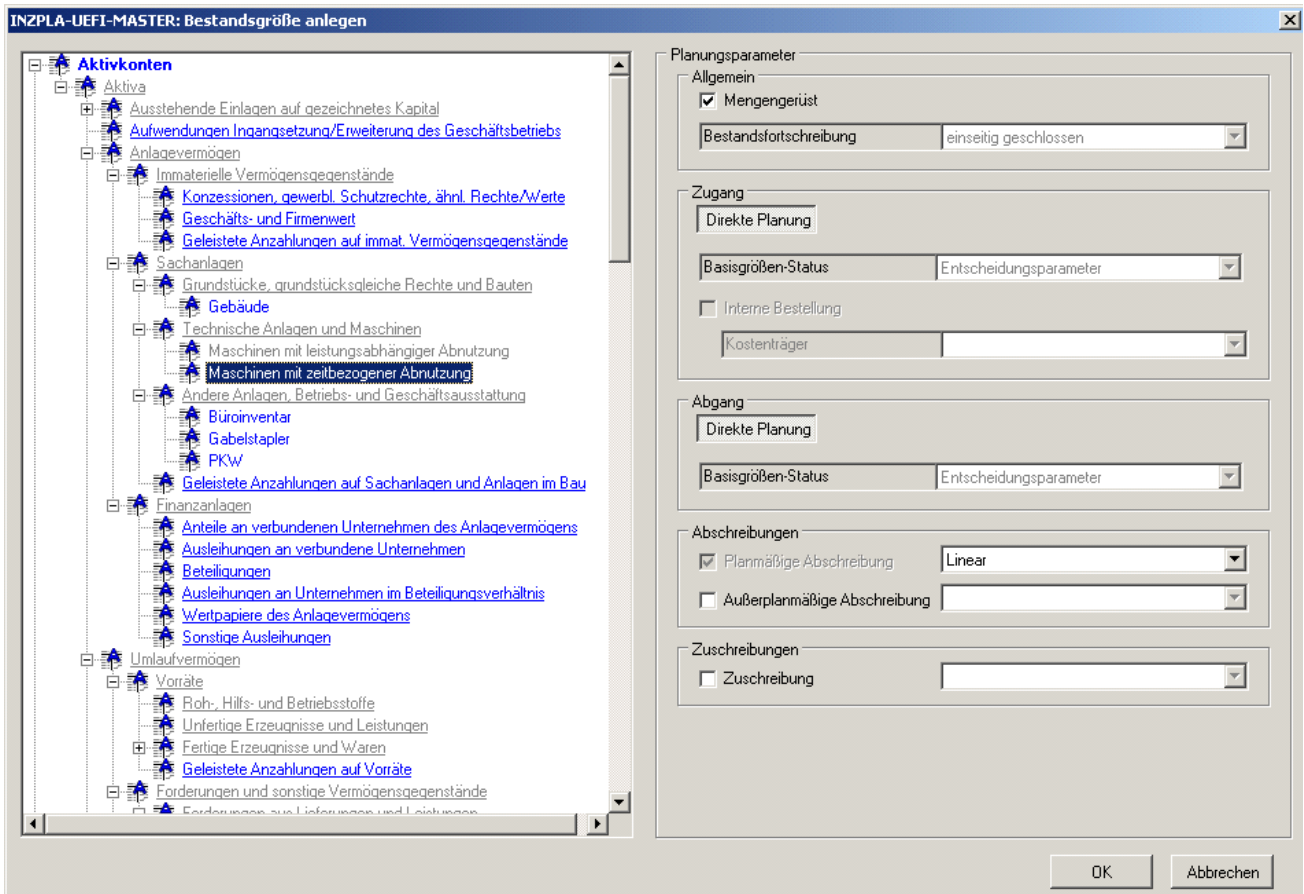 INZPLA-UEFI-MASTER: Bestandsgröße anlegen
Aktivkonten
Aktiva
Ausstehende Einlagen auf gezeichnetes Kapital
Aufwendungen Ingangsetzung/Erweiterung des Geschäftsbetriebs
Anlagevermögen
Immaterielle Vermögensgegenstände
Konzessionen, gewerbl. Schutzrechte, ähnl. Rechte/Werte
Geschäfts- und Firmenwert
Geleistete Anzahlungen auf immat. Vermögensgegenstände
Sachanlagen
Grundstücke, grundstücksgleiche Rechte und Bauten
Gebäude
Technische Anlagen und Maschinen
Maschinen mit leistungsabhängiger Abnutzung
Maschinen mit zeitbezogener Abnutzung
Andere Anlagen, Betriebs- und Geschäftsausstattung
Büroinventar
Gabelstapler
PKW
Geleistete Anzahlungen auf Sachanlagen und Anlagen im Bau
Finanzanlagen
Anteile an verbundenen Unternehmen des Anlagevermögens
Ausleihungen an verbundene Unternehmen
Beteiligungen
Ausleihungen an Unternehmen im Beteiligungsverhältnis
Wertpapiere des Anlagevermögens
Sonstige Ausleihungen
Umlaufvermögen
Vorräte
Roh-, Hilfs- und Betriebsstoffe
Unfertige Erzeugnisse und Leistungen
Fertige Erzeugnisse und Waren
Geleistete Anzahlungen auf Vorräte
Forderungen und sonstige Vermögensgegenstände
Forderungen aus Lieferungen und Leistungen
Planungsparameter
Allgemein
Mengengerüst
Bestandsfortschreibung einseitig geschlossen
Zugang
Direkte Planung
Basisgrößen-Status Entscheidungsparameter
Interne Bestellung
Kostenträger
Abgang
Direkte Planung
Basisgrößen-Status Entscheidungsparameter
Abschreibungen
Planmäßige Abschreibung Linear
Außerplanmäßige Abschreibung
Zuschreibungen
Zuschreibung
OK Abbrechen